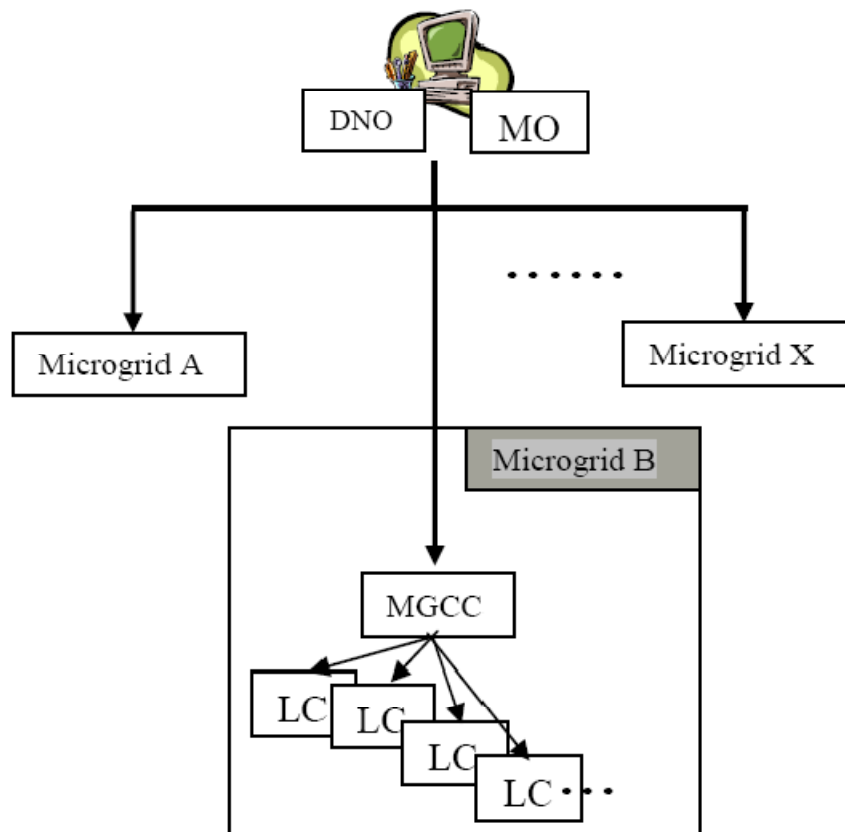 DNO
MO
......
Microgrid A
Microgrid X
Microgrid B
MGCC
LC
LC
LC
LC ...